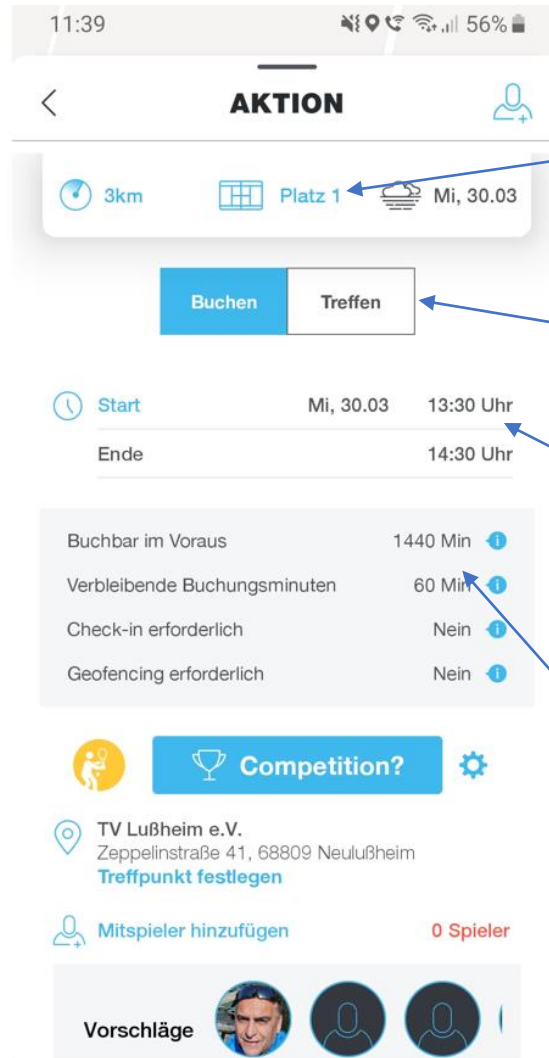 11:39 56%
AKTION
3km Platz 1 Mi, 30.03
Buchen Treffen
Start Mi, 30.03 13:30 Uhr
Ende 14:30 Uhr
Buchbar im Voraus 1440 Min
Verbleibende Buchungsminuten 60 Min
Check-in erforderlich Nein
Geofencing erforderlich Nein
Competition?
TV Lußheim e.V.
Zeppelinstraße 41, 68809 Neulußheim
Treffpunkt festlegen
Mitspieler hinzufügen 0 Spieler
Vorschläge